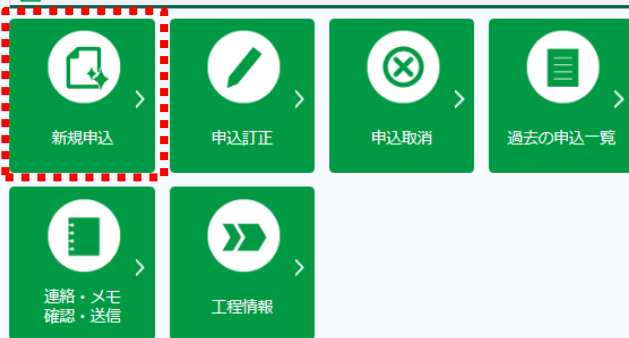 新規申込
申込訂正
申込取消
過去の申込一覧
連絡・メモ
確認・送信
工程情報